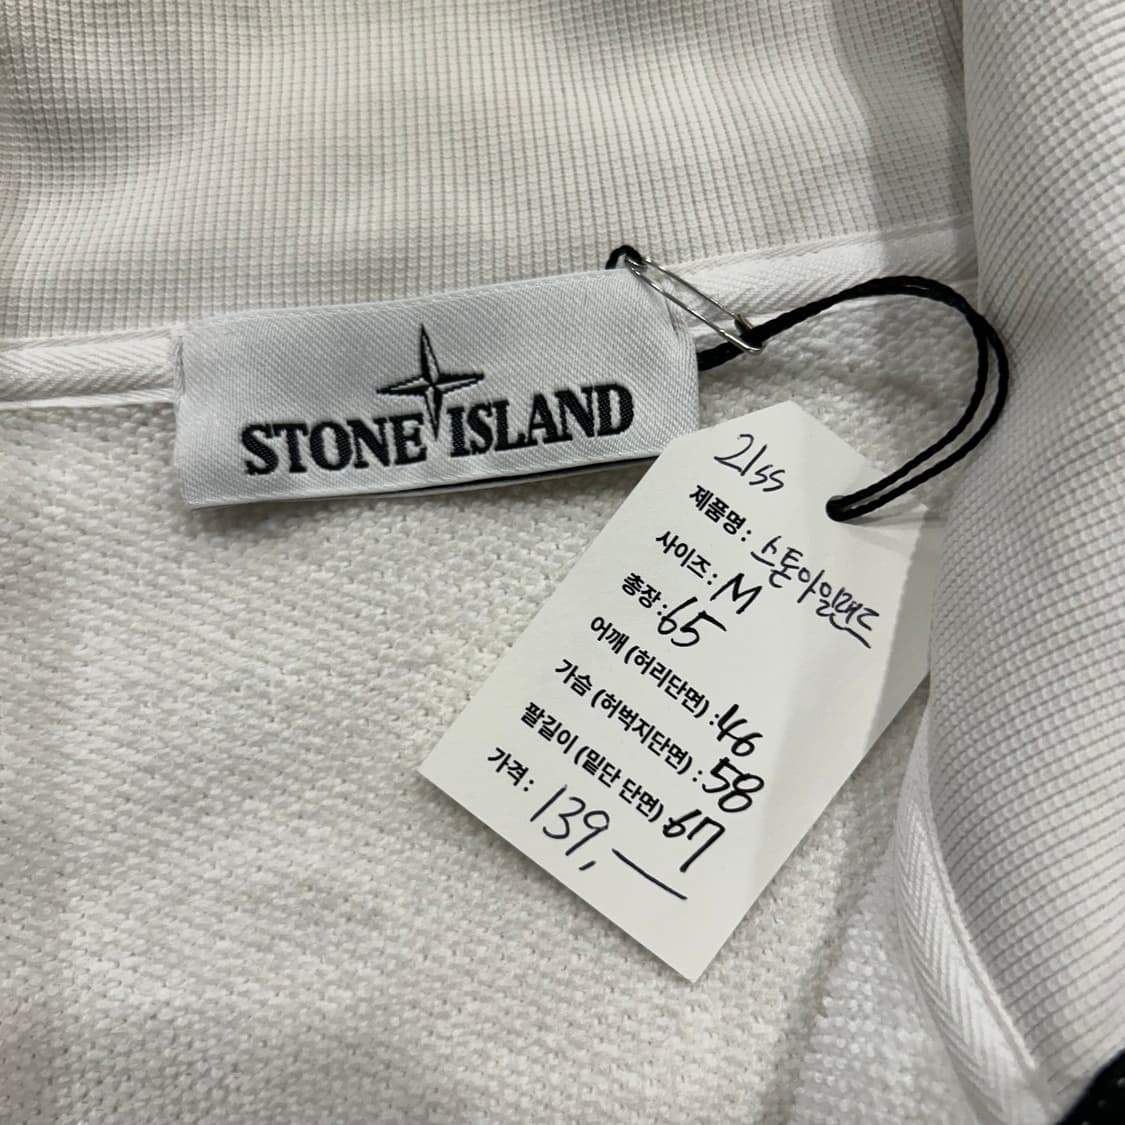 STONE ISLAND
21ss
제품명: 스톤아일랜드
사이즈: M
총장: 65
어깨 (허리단면) : 46
가슴 (허벅지단면) : 58
팔길이 (밑단 단면) 67
가격: 139,—